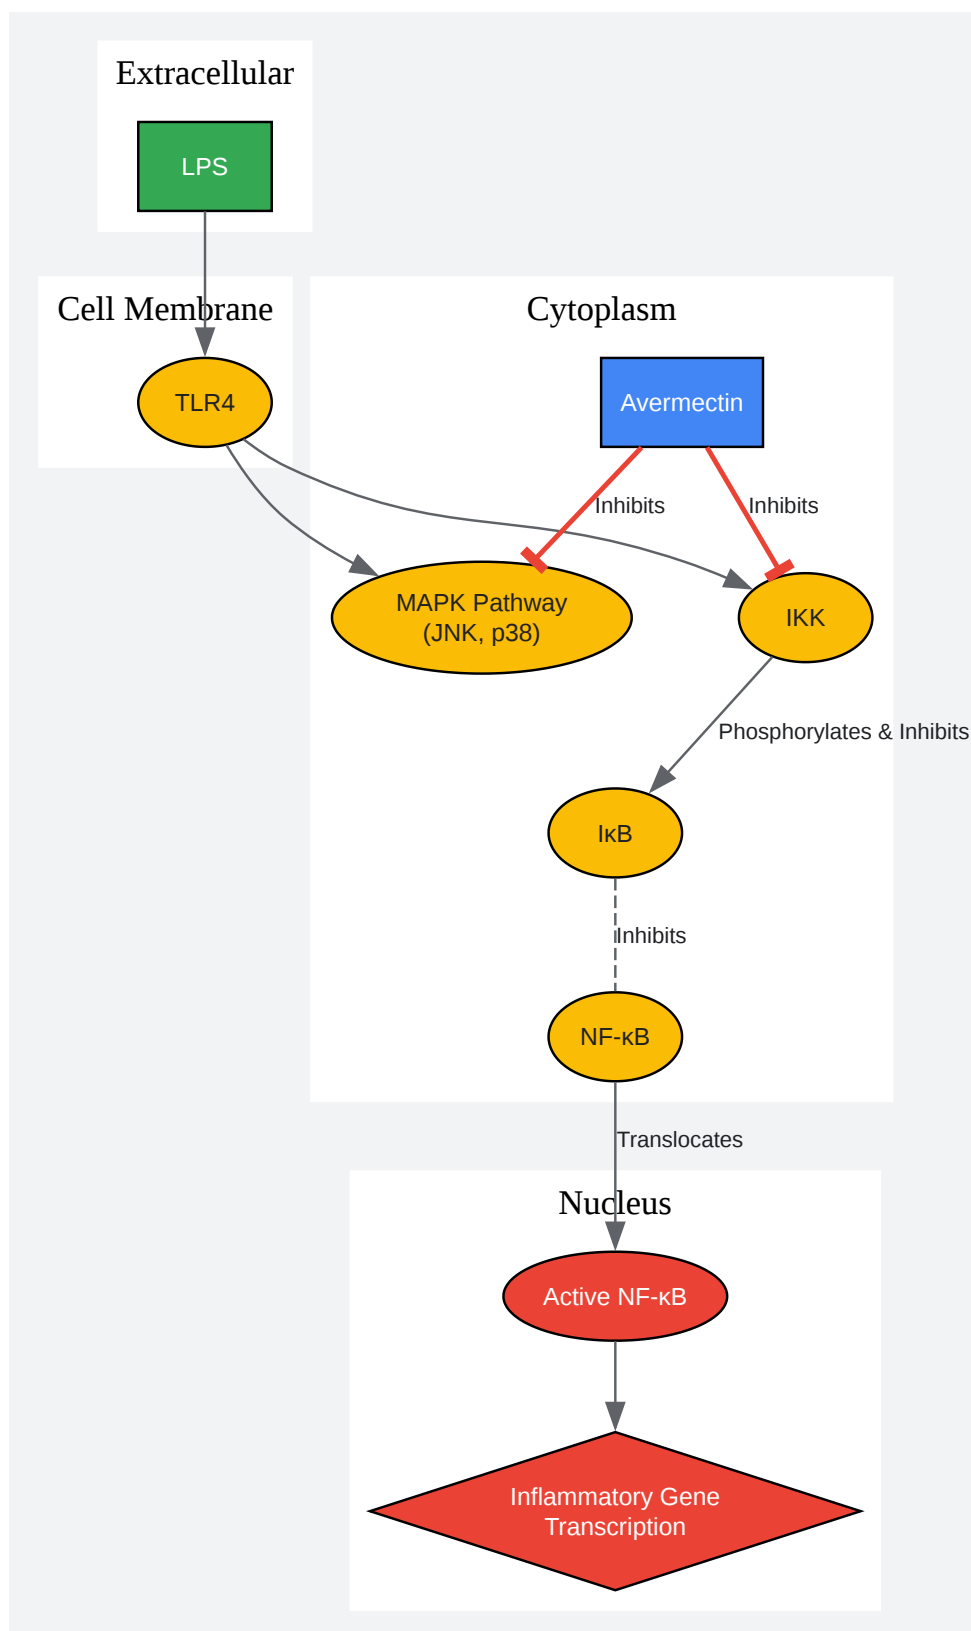 Extracellular
LPS
Cell Membrane
Cytoplasm
TLR4
Avermectin
Inhibits
Inhibits
MAPK Pathway
(JNK, p38)
IKK
Phosphorylates & Inhibits
IκB
Inhibits
NF-κB
Translocates
Nucleus
Active NF-κB
Inflammatory Gene
Transcription